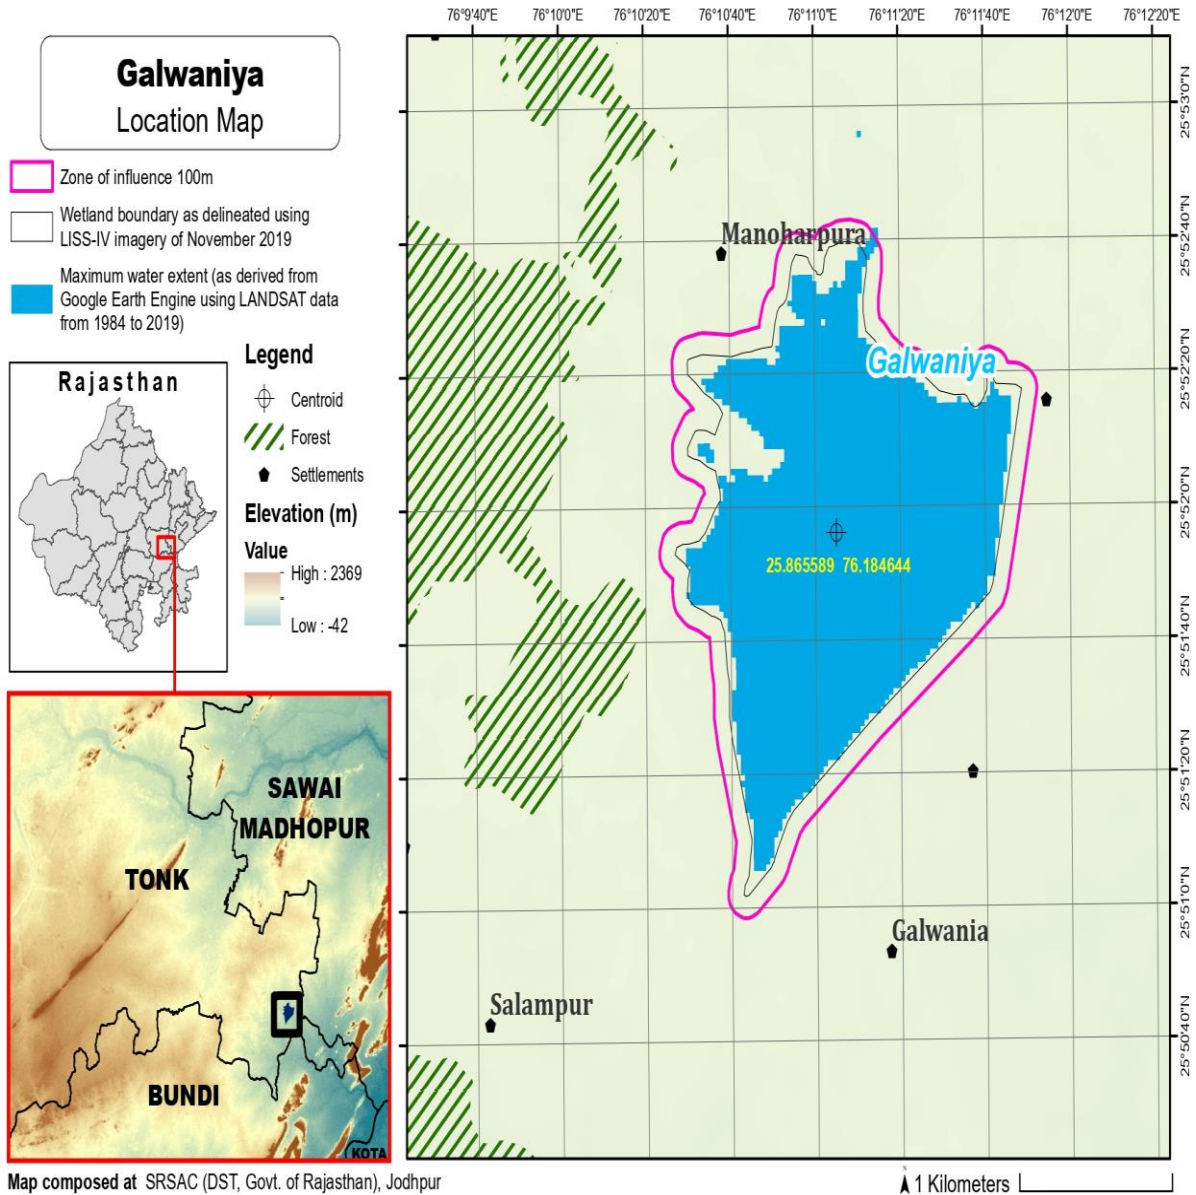 Galwaniya
Location Map
Zone of influence 100m
Wetland boundary as delineated using
LISS-IV imagery of November 2019
Maximum water extent (as derived from
Google Earth Engine using LANDSAT data
from 1984 to 2019)
Rajasthan
Legend
Centroid
Forest
Settlements
Elevation (m)
Value
High : 2369
Low : -42
SAWAI
MADHOPUR
TONK
BUNDI
KOTA
Map composed at SRSAC (DST, Govt. of Rajasthan), Jodhpur
76°9'40"E 76°10'0"E 76°10'20"E 76°10'40"E 76°11'0"E 76°11'20"E 76°11'40"E 76°12'0"E 76°12'20"E
Manoharpura
Galwaniya
25.865589 76.184644
Galwania
Salampur
25°53'0"N
25°52'40"N
25°52'20"N
25°52'0"N
25°51'40"N
25°51'20"N
25°51'0"N
25°50'40"N
N
1 Kilometers